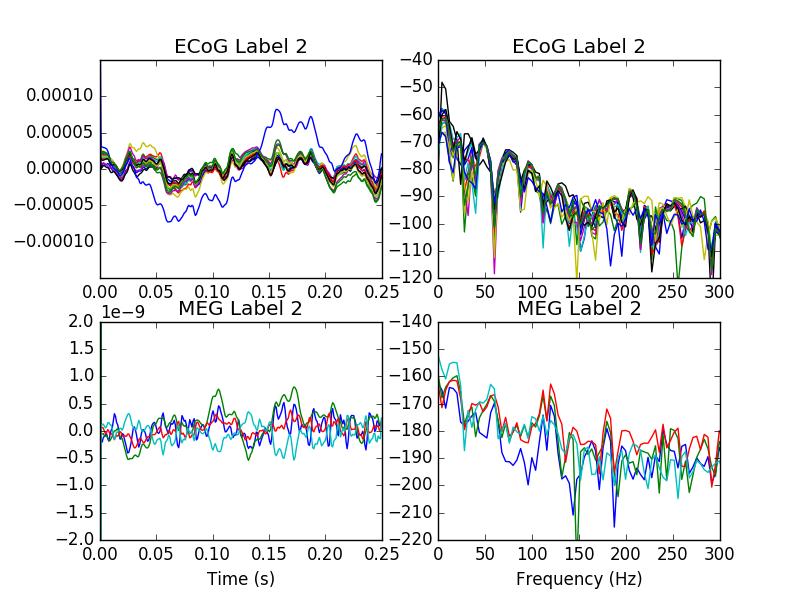 ECoG Label 2
0.00010
0.00005
0.00000
−0.00005
−0.00010
0.00 0.05 0.10 0.15 0.20 0.25
ECoG Label 2
−40
−50
−60
−70
−80
−90
−100
−110
−120
0 50 100 150 200 250 300
1e−9
MEG Label 2
2.0
1.5
1.0
0.5
0.0
−0.5
−1.0
−1.5
−2.0
0.00 0.05 0.10 0.15 0.20 0.25
Time (s)
MEG Label 2
−140
−150
−160
−170
−180
−190
−200
−210
−220
0 50 100 150 200 250 300
Frequency (Hz)